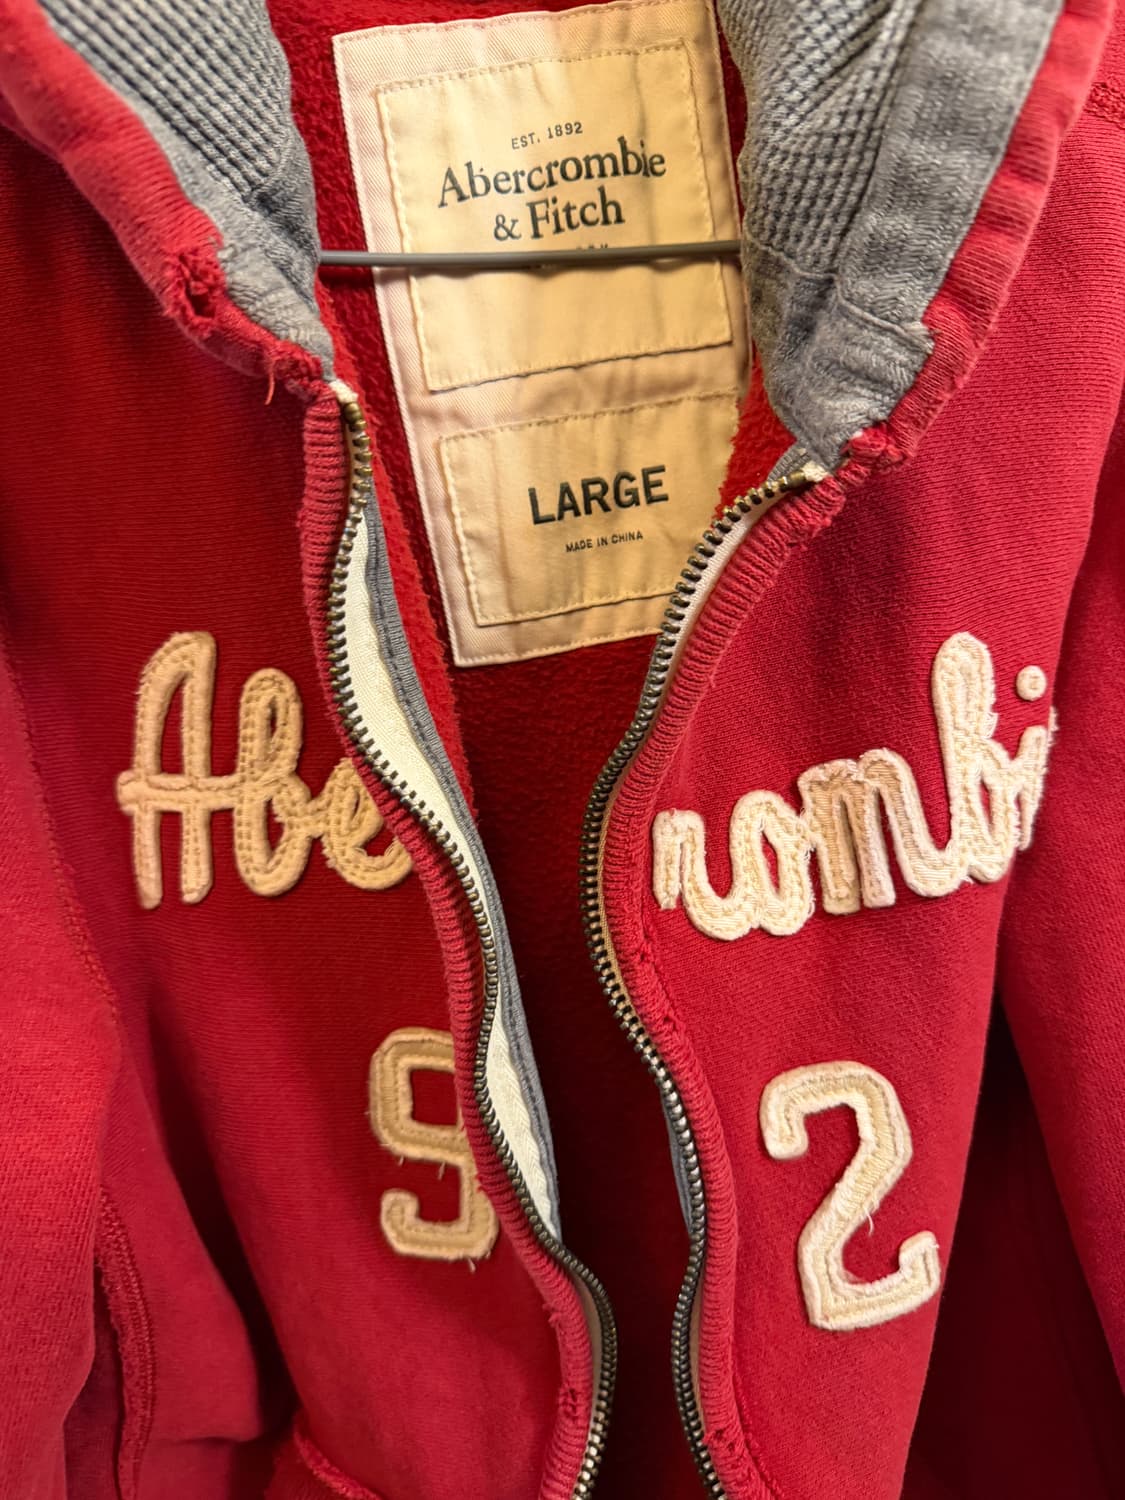 EST. 1892
Abercrombie
& Fitch
LARGE
MADE IN CHINA
Abe rombi
9 2